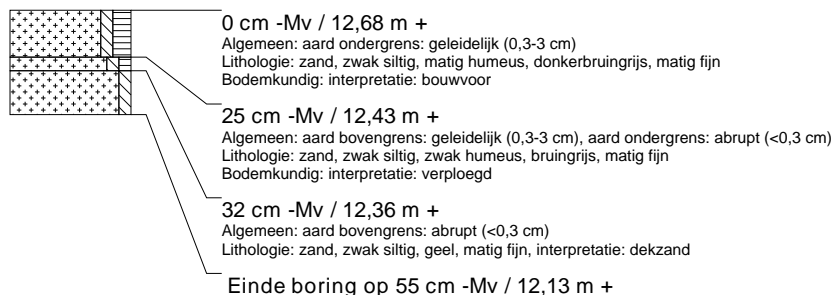 0 cm -Mv / 12,68 m +
Algemeen: aard ondergrens: geleidelijk (0,3-3 cm)
Lithologie: zand, zwak siltig, matig humeus, donkerbruingrijs, matig fijn
Bodemkundig: interpretatie: bouwvoor
25 cm -Mv / 12,43 m +
Algemeen: aard bovengrens: geleidelijk (0,3-3 cm), aard ondergrens: abrupt (<0,3 cm)
Lithologie: zand, zwak siltig, zwak humeus, bruingrijs, matig fijn
Bodemkundig: interpretatie: verploegd
32 cm -Mv / 12,36 m +
Algemeen: aard bovengrens: abrupt (<0,3 cm)
Lithologie: zand, zwak siltig, geel, matig fijn, interpretatie: dekzand
Einde boring op 55 cm -Mv / 12,13 m +